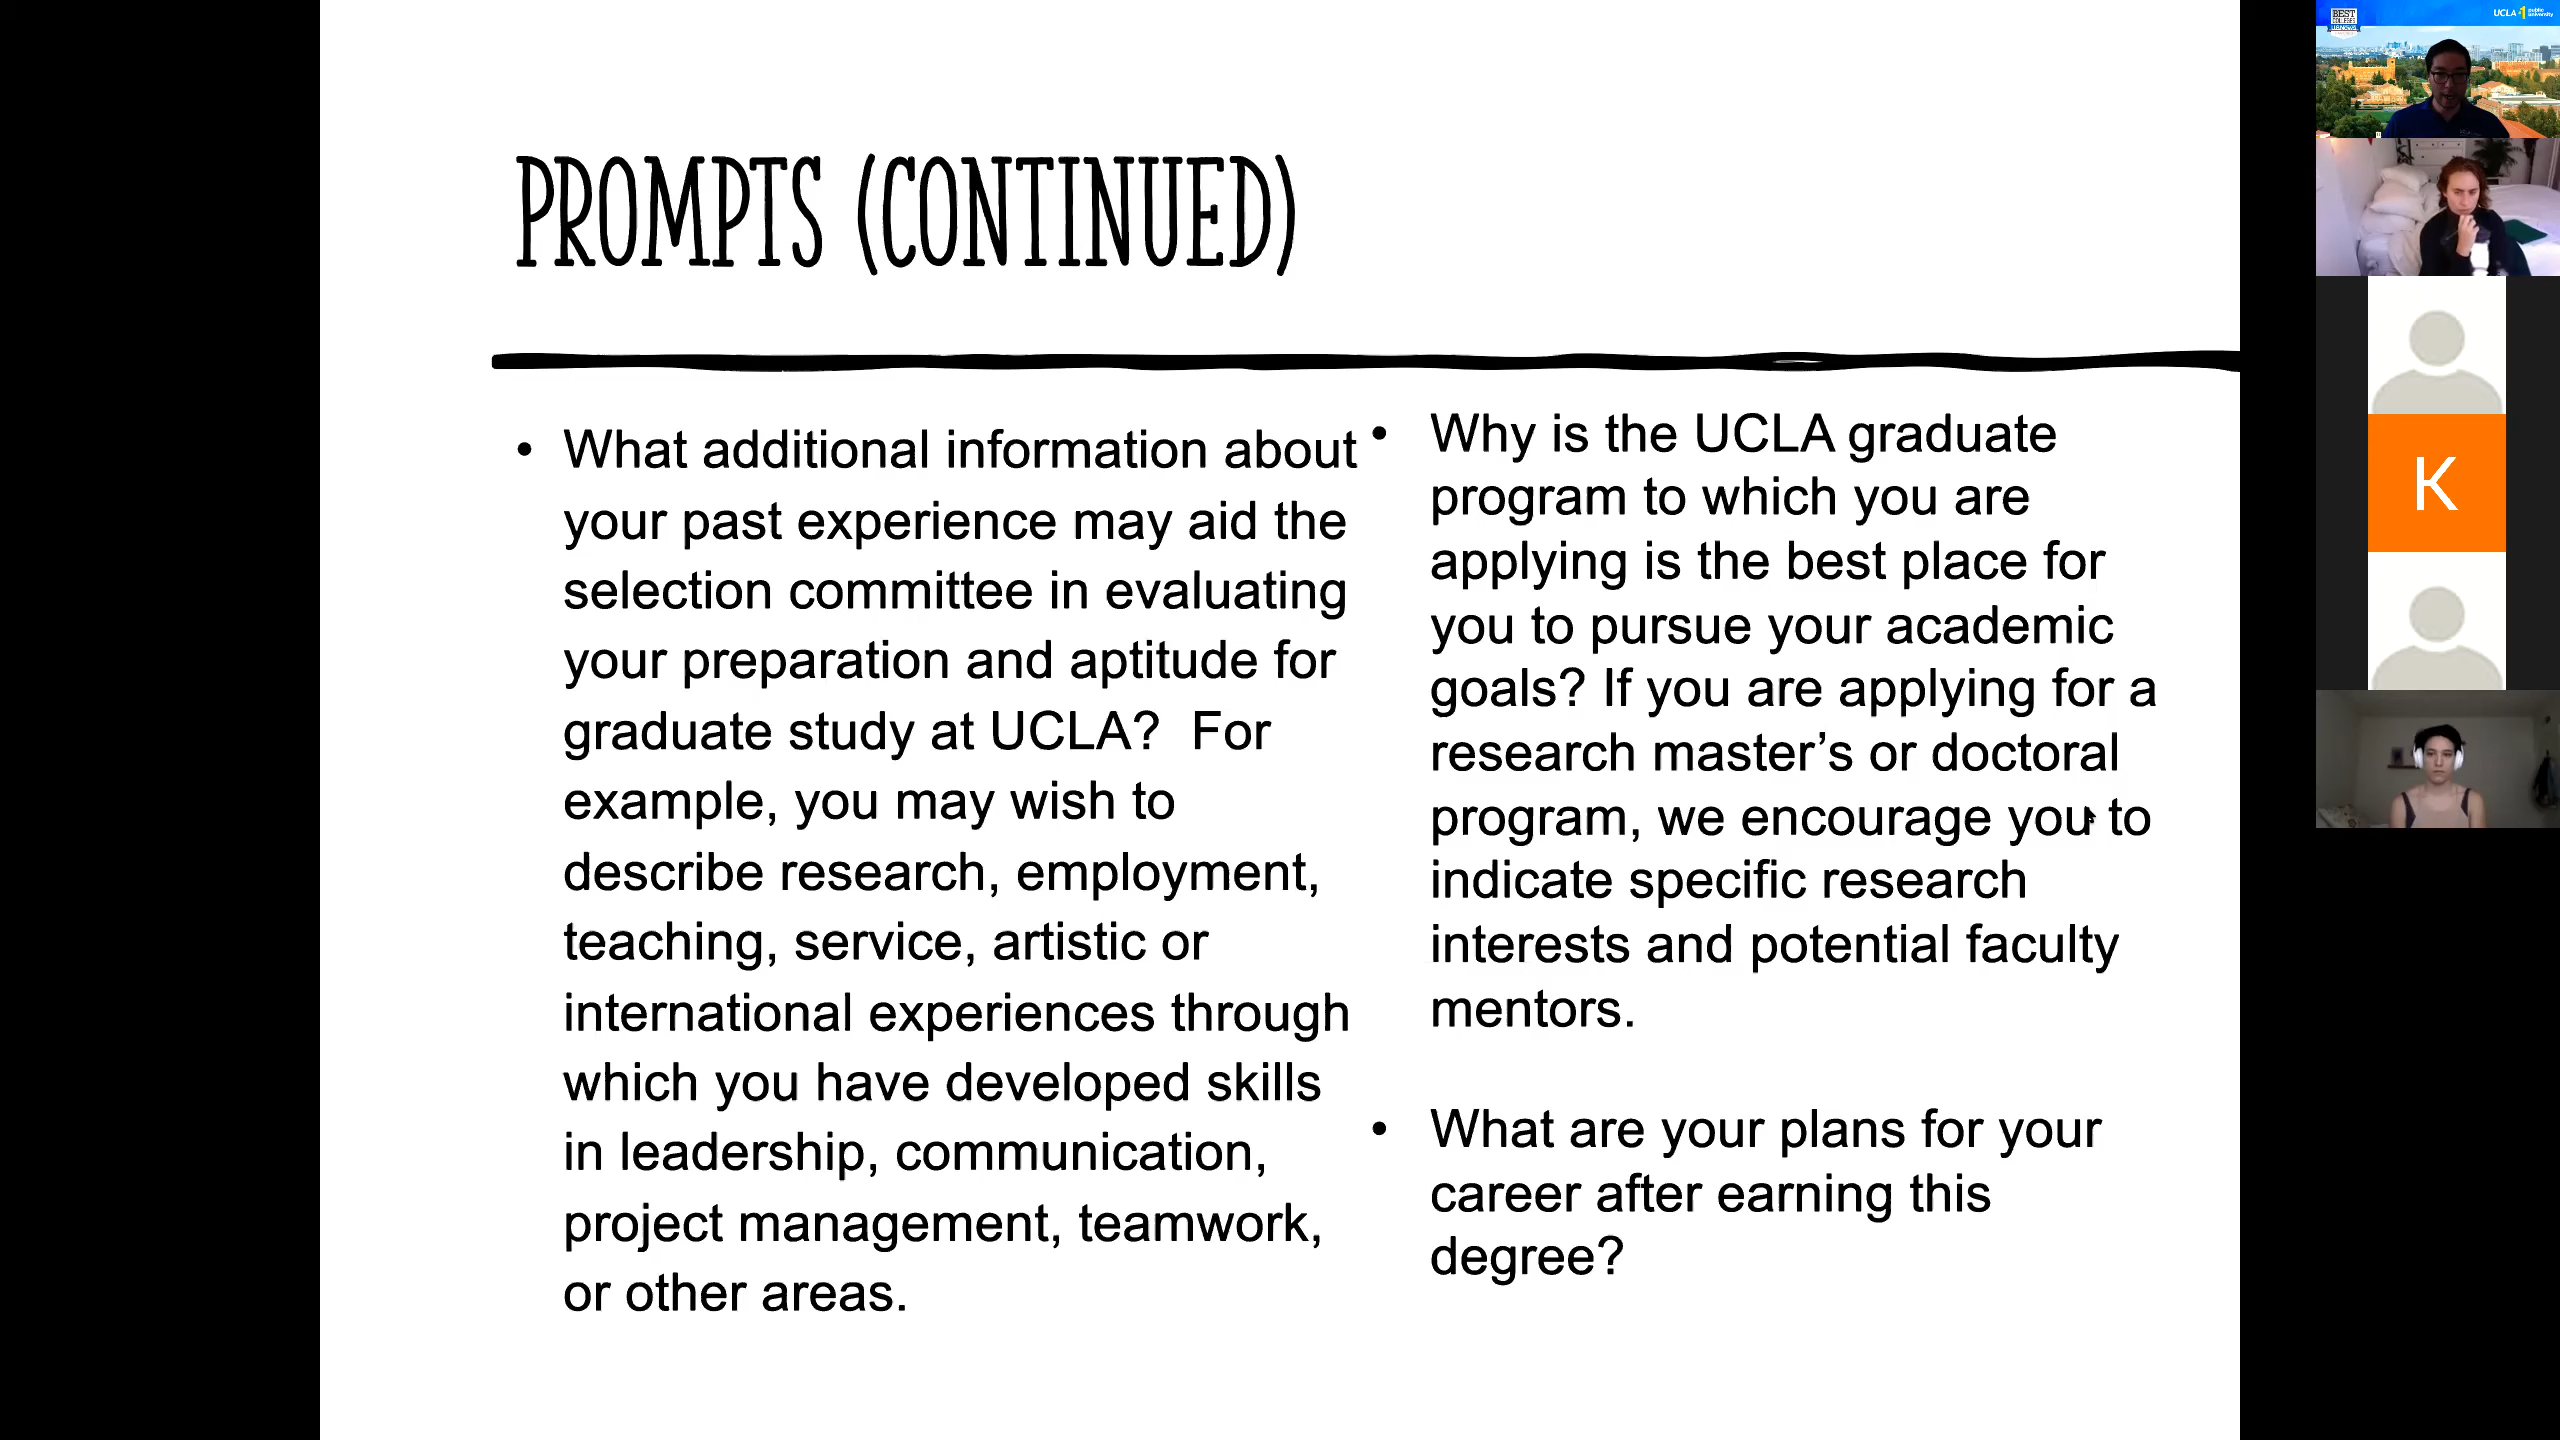 PROMPTS (CONTINUED)
• What additional information about
your past experience may aid the
selection committee in evaluating
your preparation and aptitude for
graduate study at UCLA?  For
example, you may wish to
describe research, employment,
teaching, service, artistic or
international experiences through
which you have developed skills
in leadership, communication,
project management, teamwork,
or other areas.
• Why is the UCLA graduate
program to which you are
applying is the best place for
you to pursue your academic
goals? If you are applying for a
research master’s or doctoral
program, we encourage you to
indicate specific research
interests and potential faculty
mentors.
• What are your plans for your
career after earning this
degree?
BEST
COLLEGES
UCLA #1 public university
K